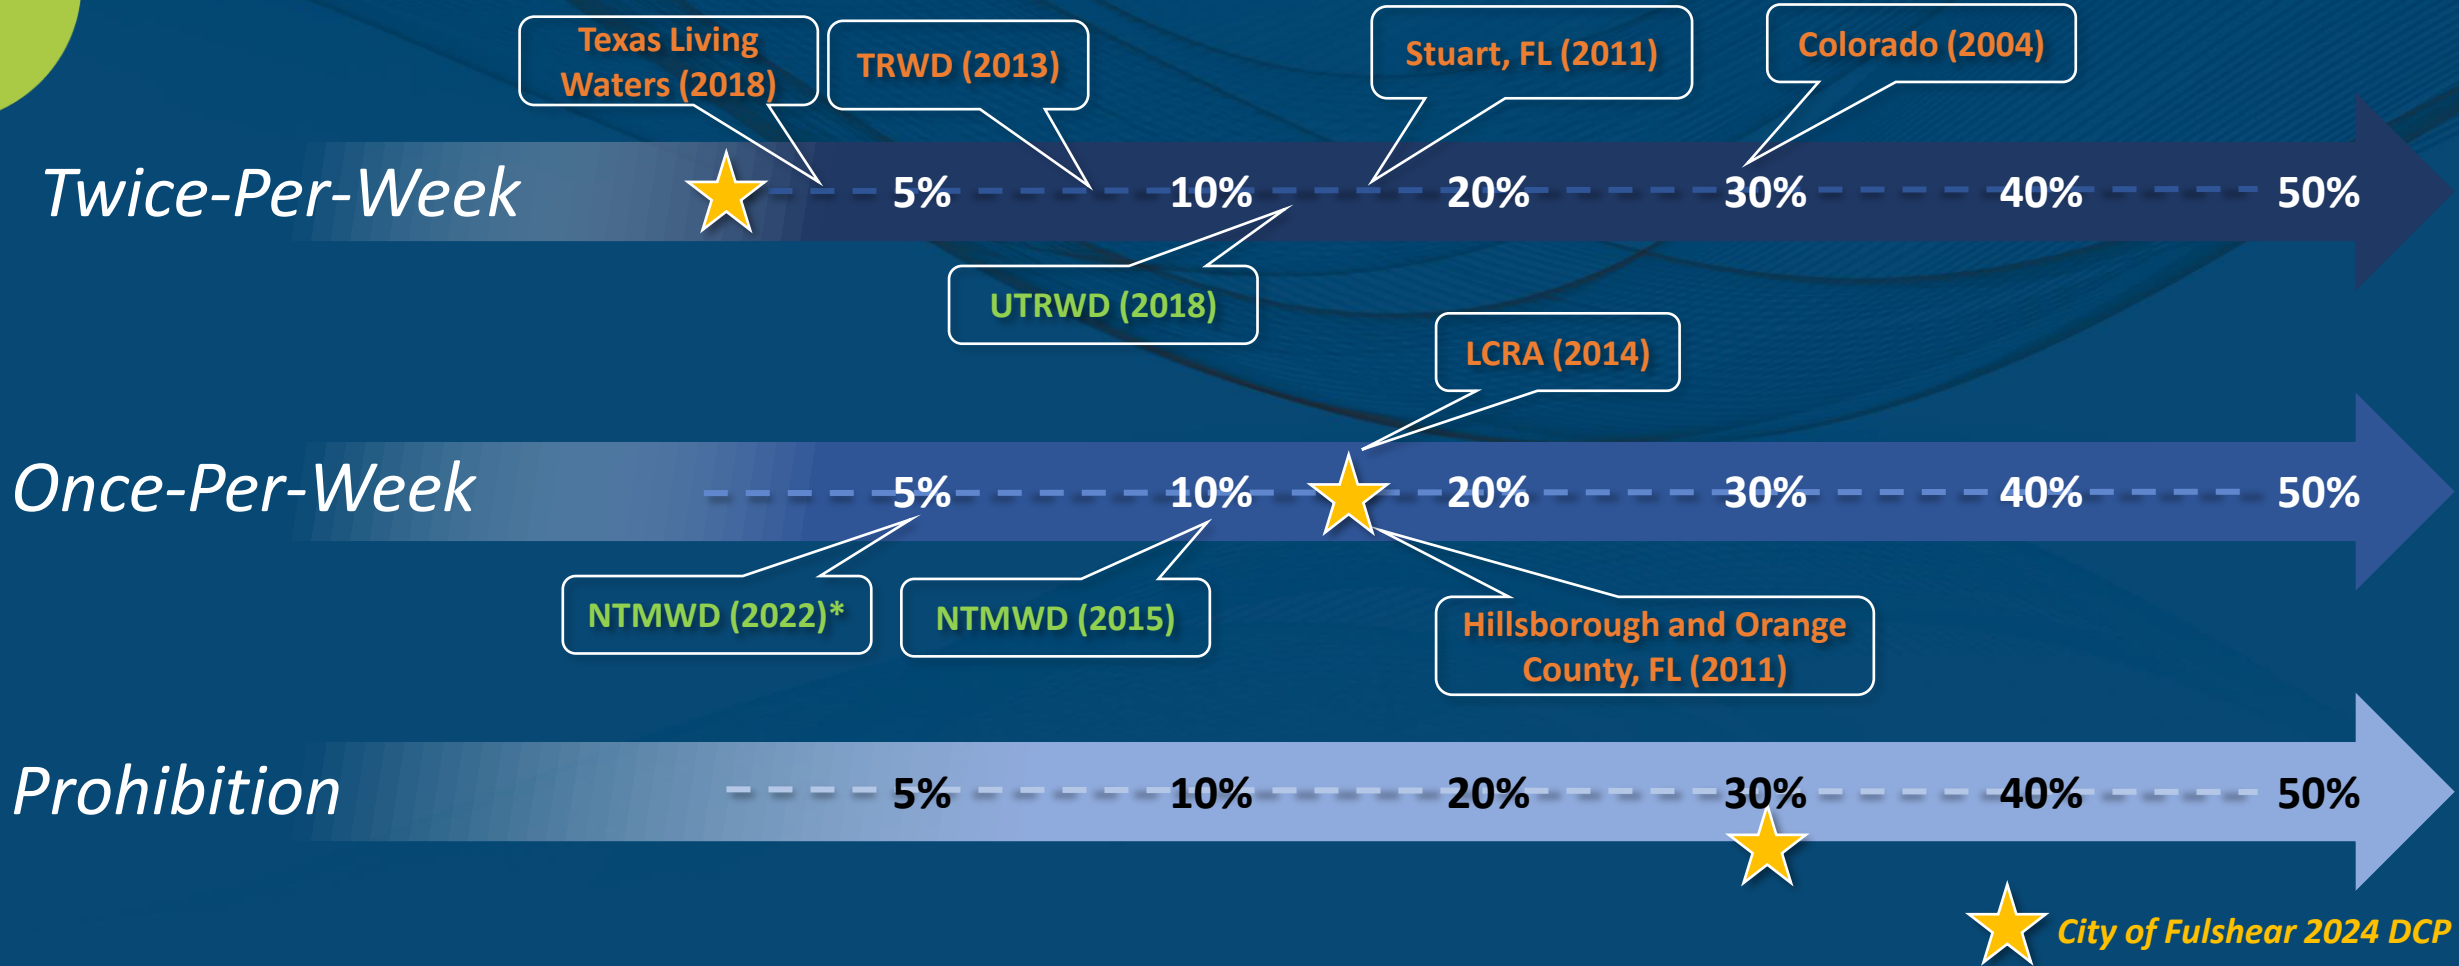 Texas Living
Waters (2018)
TRWD (2013)
Stuart, FL (2011)
Colorado (2004)
Twice-Per-Week
5%
10%
20%
30%
40%
50%
UTRWD (2018)
LCRA (2014)
Once-Per-Week
5%
10%
20%
30%
40%
50%
NTMWD (2022)*
NTMWD (2015)
Hillsborough and Orange
County, FL (2011)
Prohibition
5%
10%
20%
30%
40%
50%
City of Fulshear 2024 DCP